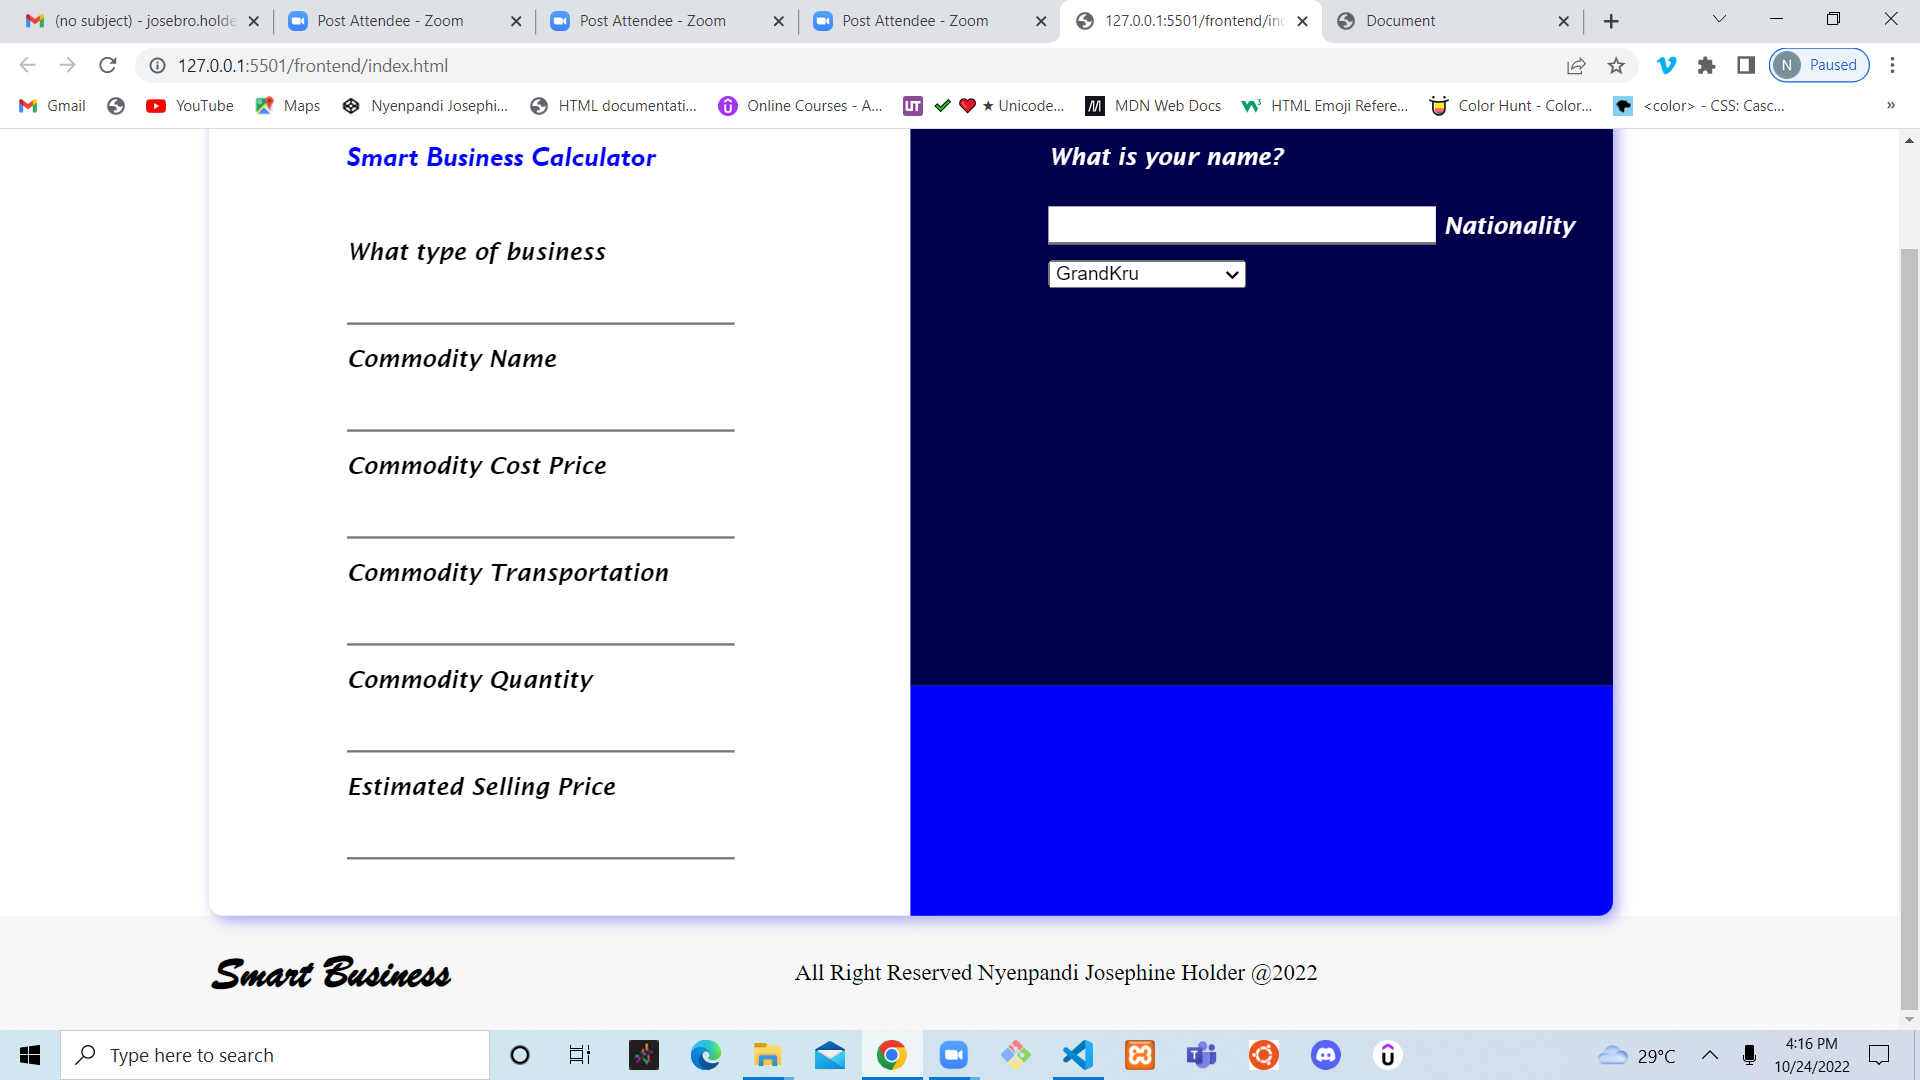 (no subject) - josebro.holde
Post Attendee - Zoom
Post Attendee - Zoom
Post Attendee - Zoom
127.0.0.1:5501/frontend/inc
Document
127.0.0.1:5501/frontend/index.html
N Paused
Gmail
YouTube
Maps
Nyenpandi Josephi...
HTML documentati...
Online Courses - A...
UT ✔ ❤ ★ Unicode...
MDN Web Docs
HTML Emoji Refere...
Color Hunt - Color...
<color> - CSS: Casc...
»
Smart Business Calculator
What type of business
Commodity Name
Commodity Cost Price
Commodity Transportation
Commodity Quantity
Estimated Selling Price
What is your name?
Nationality
GrandKru
Smart Business
All Right Reserved Nyenpandi Josephine Holder @2022
Type here to search
29°C
4:16 PM
10/24/2022